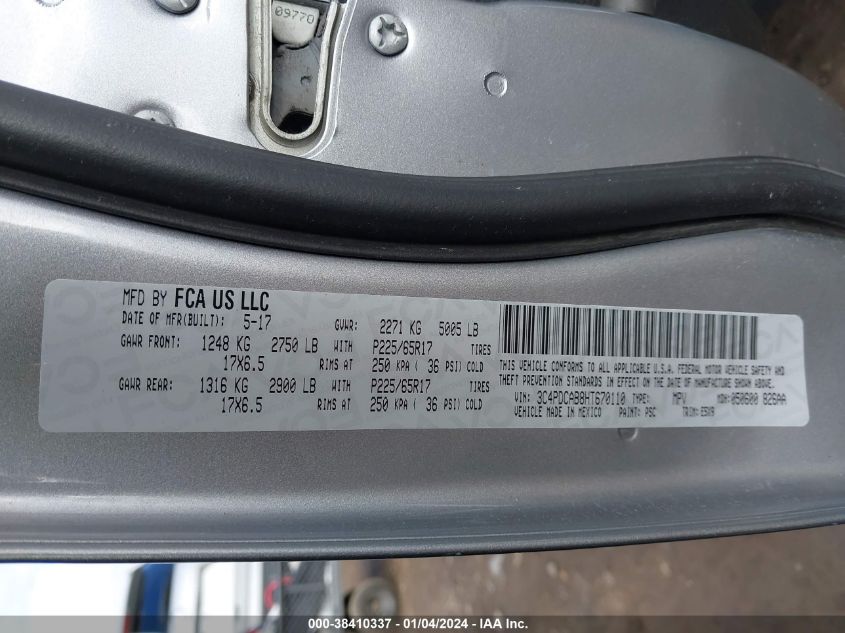 09770
MFD BY FCA US LLC
DATE OF MFR(BUILT): 5-17 GVWR: 2271 KG 5005 LB
GAWR FRONT: 1248 KG 2750 LB WITH P225/65R17 TIRES
17X6.5 RIMS AT 250 KPA ( 36 PSI) COLD
GAWR REAR: 1316 KG 2900 LB WITH P225/65R17 TIRES
17X6.5 RIMS AT 250 KPA ( 36 PSI) COLD
THIS VEHICLE CONFORMS TO ALL APPLICABLE U.S.A. FEDERAL MOTOR VEHICLE SAFETY AND
THEFT PREVENTION STANDARDS IN EFFECT ON THE DATE OF MANUFACTURE SHOWN ABOVE.
VIN: 3C4PDCAB8HT670110 TYPE: MPV MDH: 050600 826AA
VEHICLE MADE IN MEXICO PAINT: PSC TRIM: E5X9
000-38410337 - 01/04/2024 - IAA Inc.